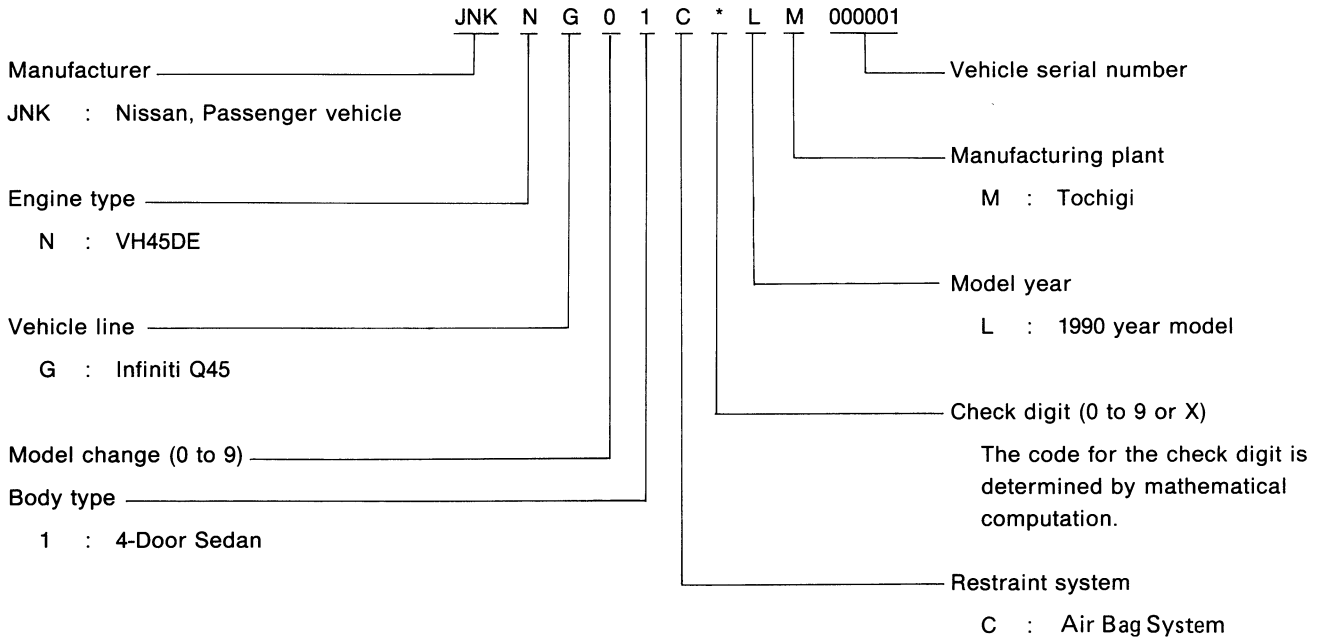 JNK N G 0 1 C * L M 000001
Manufacturer
JNK : Nissan, Passenger vehicle
Engine type
N : VH45DE
Vehicle line
G : Infiniti Q45
Model change (0 to 9)
Body type
1 : 4-Door Sedan
Vehicle serial number
Manufacturing plant
M : Tochigi
Model year
L : 1990 year model
Check digit (0 to 9 or X)
The code for the check digit is
determined by mathematical
computation.
Restraint system
C : Air Bag System